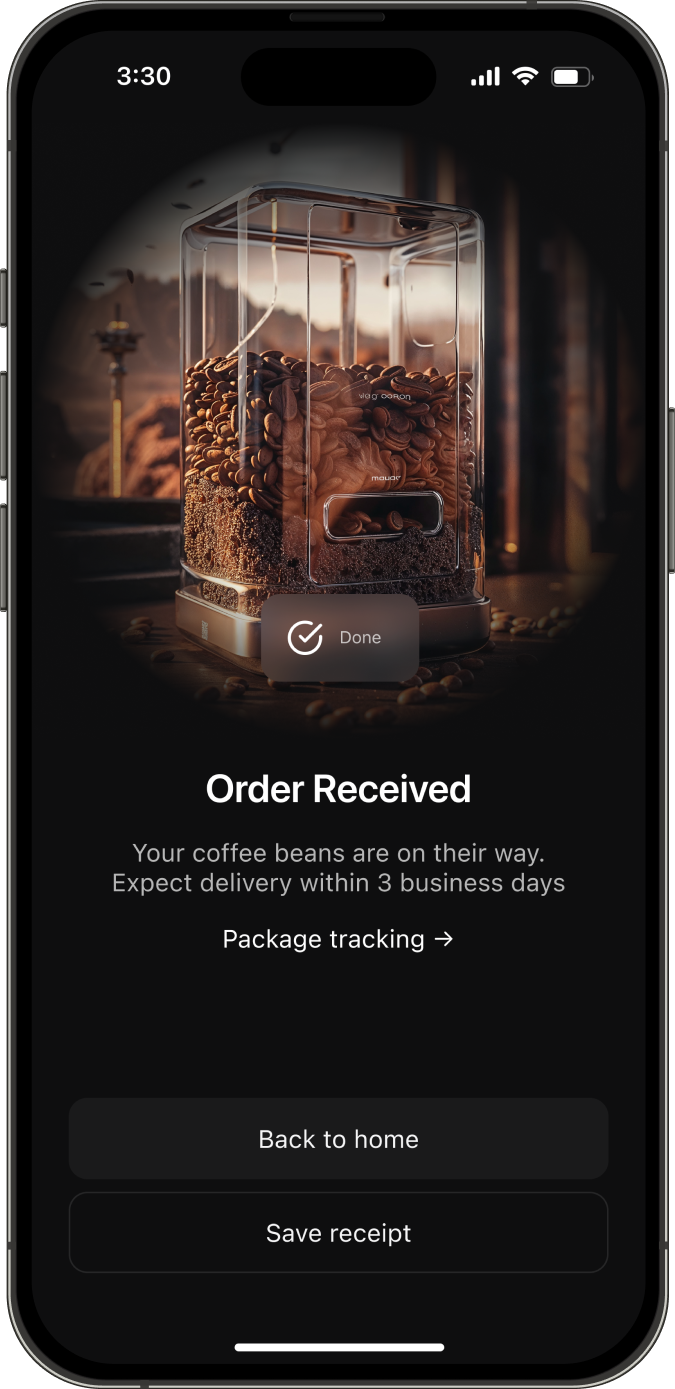 3:30
Done
Order Received
Your coffee beans are on their way.
Expect delivery within 3 business days
Package tracking →
Back to home
Save receipt